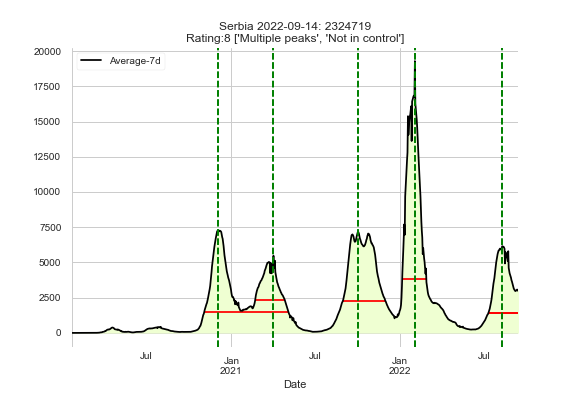 Serbia 2022-09-14: 2324719
Rating:8 ['Multiple peaks', 'Not in control']
20000
Average-7d
17500
15000
12500
10000
7500
5000
2500
0
Jul
Jan
2021
Jul
Jan
2022
Jul
Date